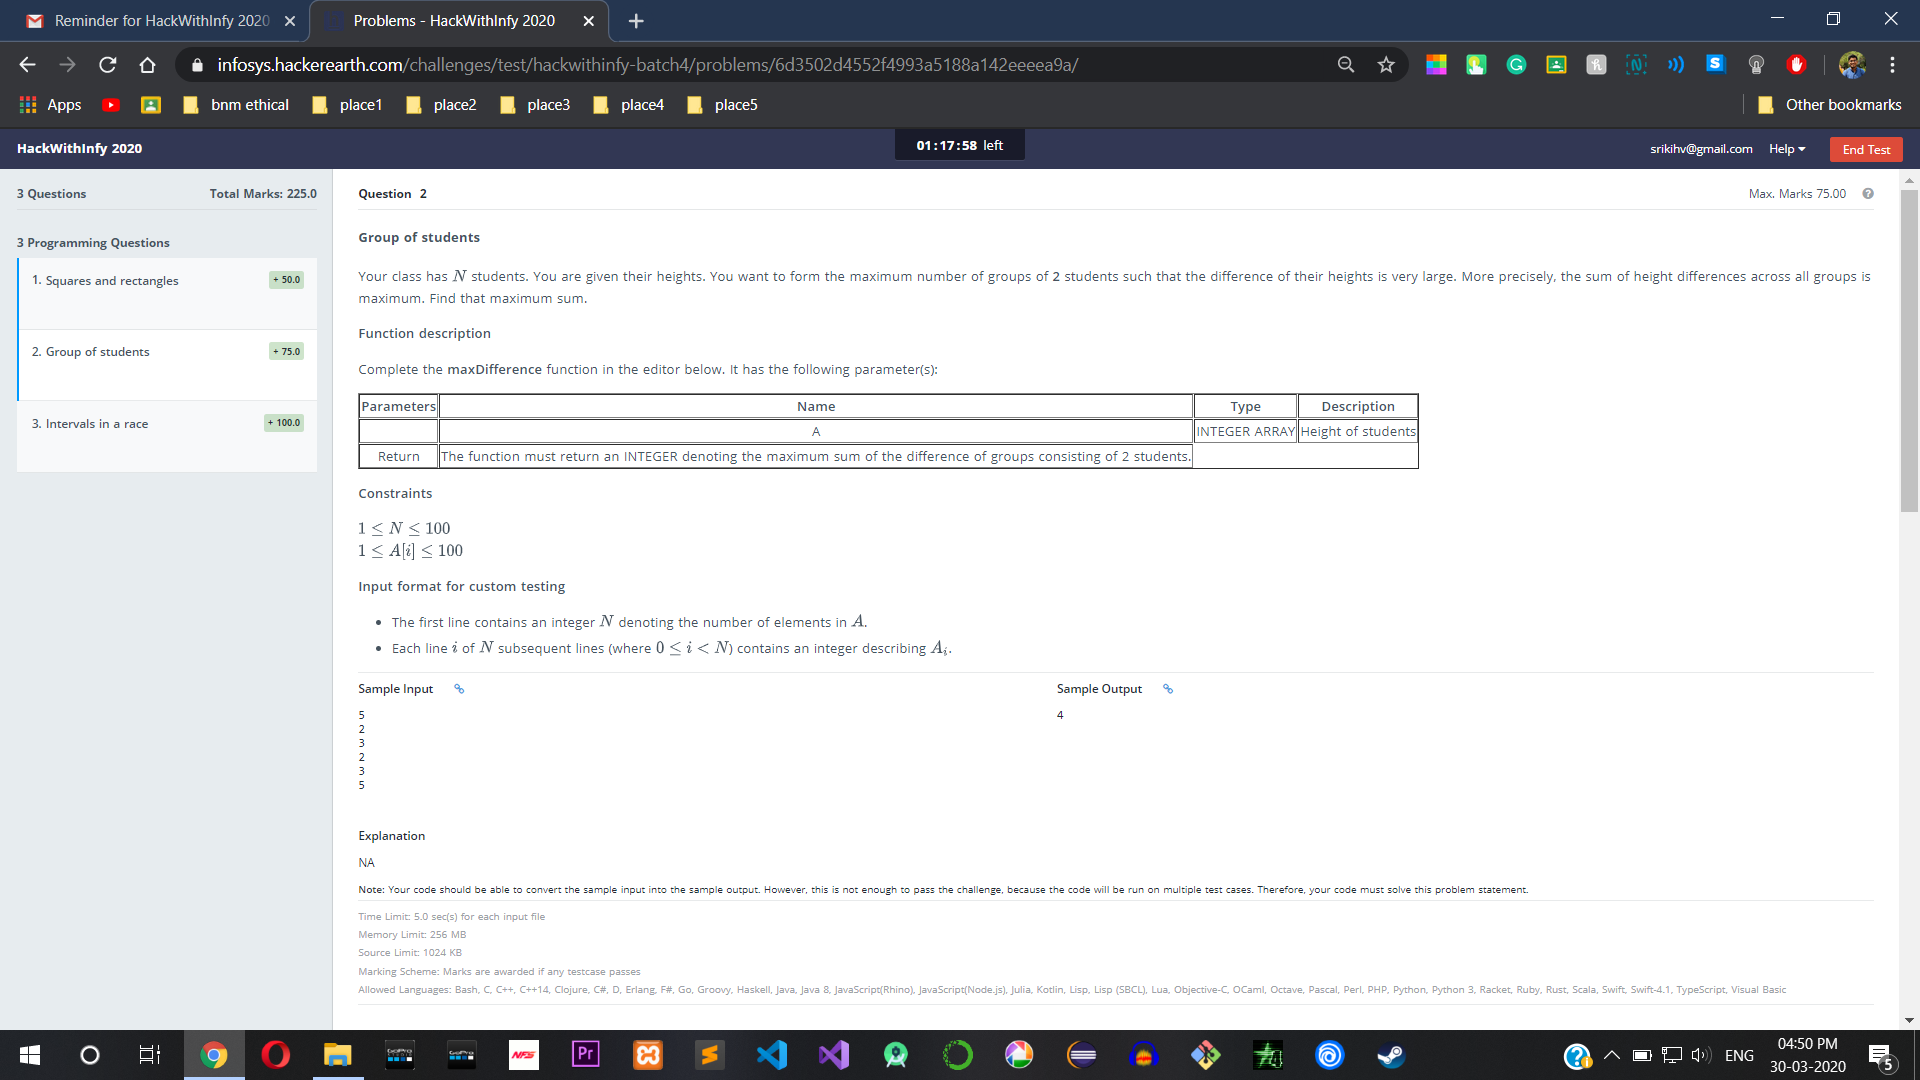 Reminder for HackWithInfy 2020
Problems - HackWithInfy 2020
infosys.hackerearth.com/challenges/test/hackwithinfy-batch4/problems/6d3502d4552f4993a5188a142eeeea9a/
Apps bnm ethical place1 place2 place3 place4 place5 Other bookmarks
HackWithInfy 2020 01:17:58 left srikihv@gmail.com Help End Test
3 Questions Total Marks: 225.0
3 Programming Questions
1. Squares and rectangles + 50.0
2. Group of students + 75.0
3. Intervals in a race + 100.0
Question 2 Max. Marks 75.00
Group of students
Your class has N students. You are given their heights. You want to form the maximum number of groups of 2 students such that the difference of their heights is very large. More precisely, the sum of height differences across all groups is
maximum. Find that maximum sum.
Function description
Complete the maxDifference function in the editor below. It has the following parameter(s):
Parameters Name Type Description
A INTEGER ARRAY Height of students
Return The function must return an INTEGER denoting the maximum sum of the difference of groups consisting of 2 students.
Constraints
1 ≤ N ≤ 100
1 ≤ A[i] ≤ 100
Input format for custom testing
• The first line contains an integer N denoting the number of elements in A.
• Each line i of N subsequent lines (where 0 ≤ i < N) contains an integer describing Ai.
Sample Input Sample Output
5 4
2
3
2
3
5
Explanation
NA
Note: Your code should be able to convert the sample input into the sample output. However, this is not enough to pass the challenge, because the code will be run on multiple test cases. Therefore, your code must solve this problem statement.
Time Limit: 5.0 sec(s) for each input file
Memory Limit: 256 MB
Source Limit: 1024 KB
Marking Scheme: Marks are awarded if any testcase passes
Allowed Languages: Bash, C, C++, C++14, Clojure, C#, D, Erlang, F#, Go, Groovy, Haskell, Java, Java 8, JavaScript(Rhino), JavaScript(Node.js), Julia, Kotlin, Lisp, Lisp (SBCL), Lua, Objective-C, OCaml, Octave, Pascal, Perl, PHP, Python, Python 3, Racket, Ruby, Rust, Scala, Swift, Swift-4.1, TypeScript, Visual Basic
NFS Pr ENG 04:50 PM
30-03-2020 5